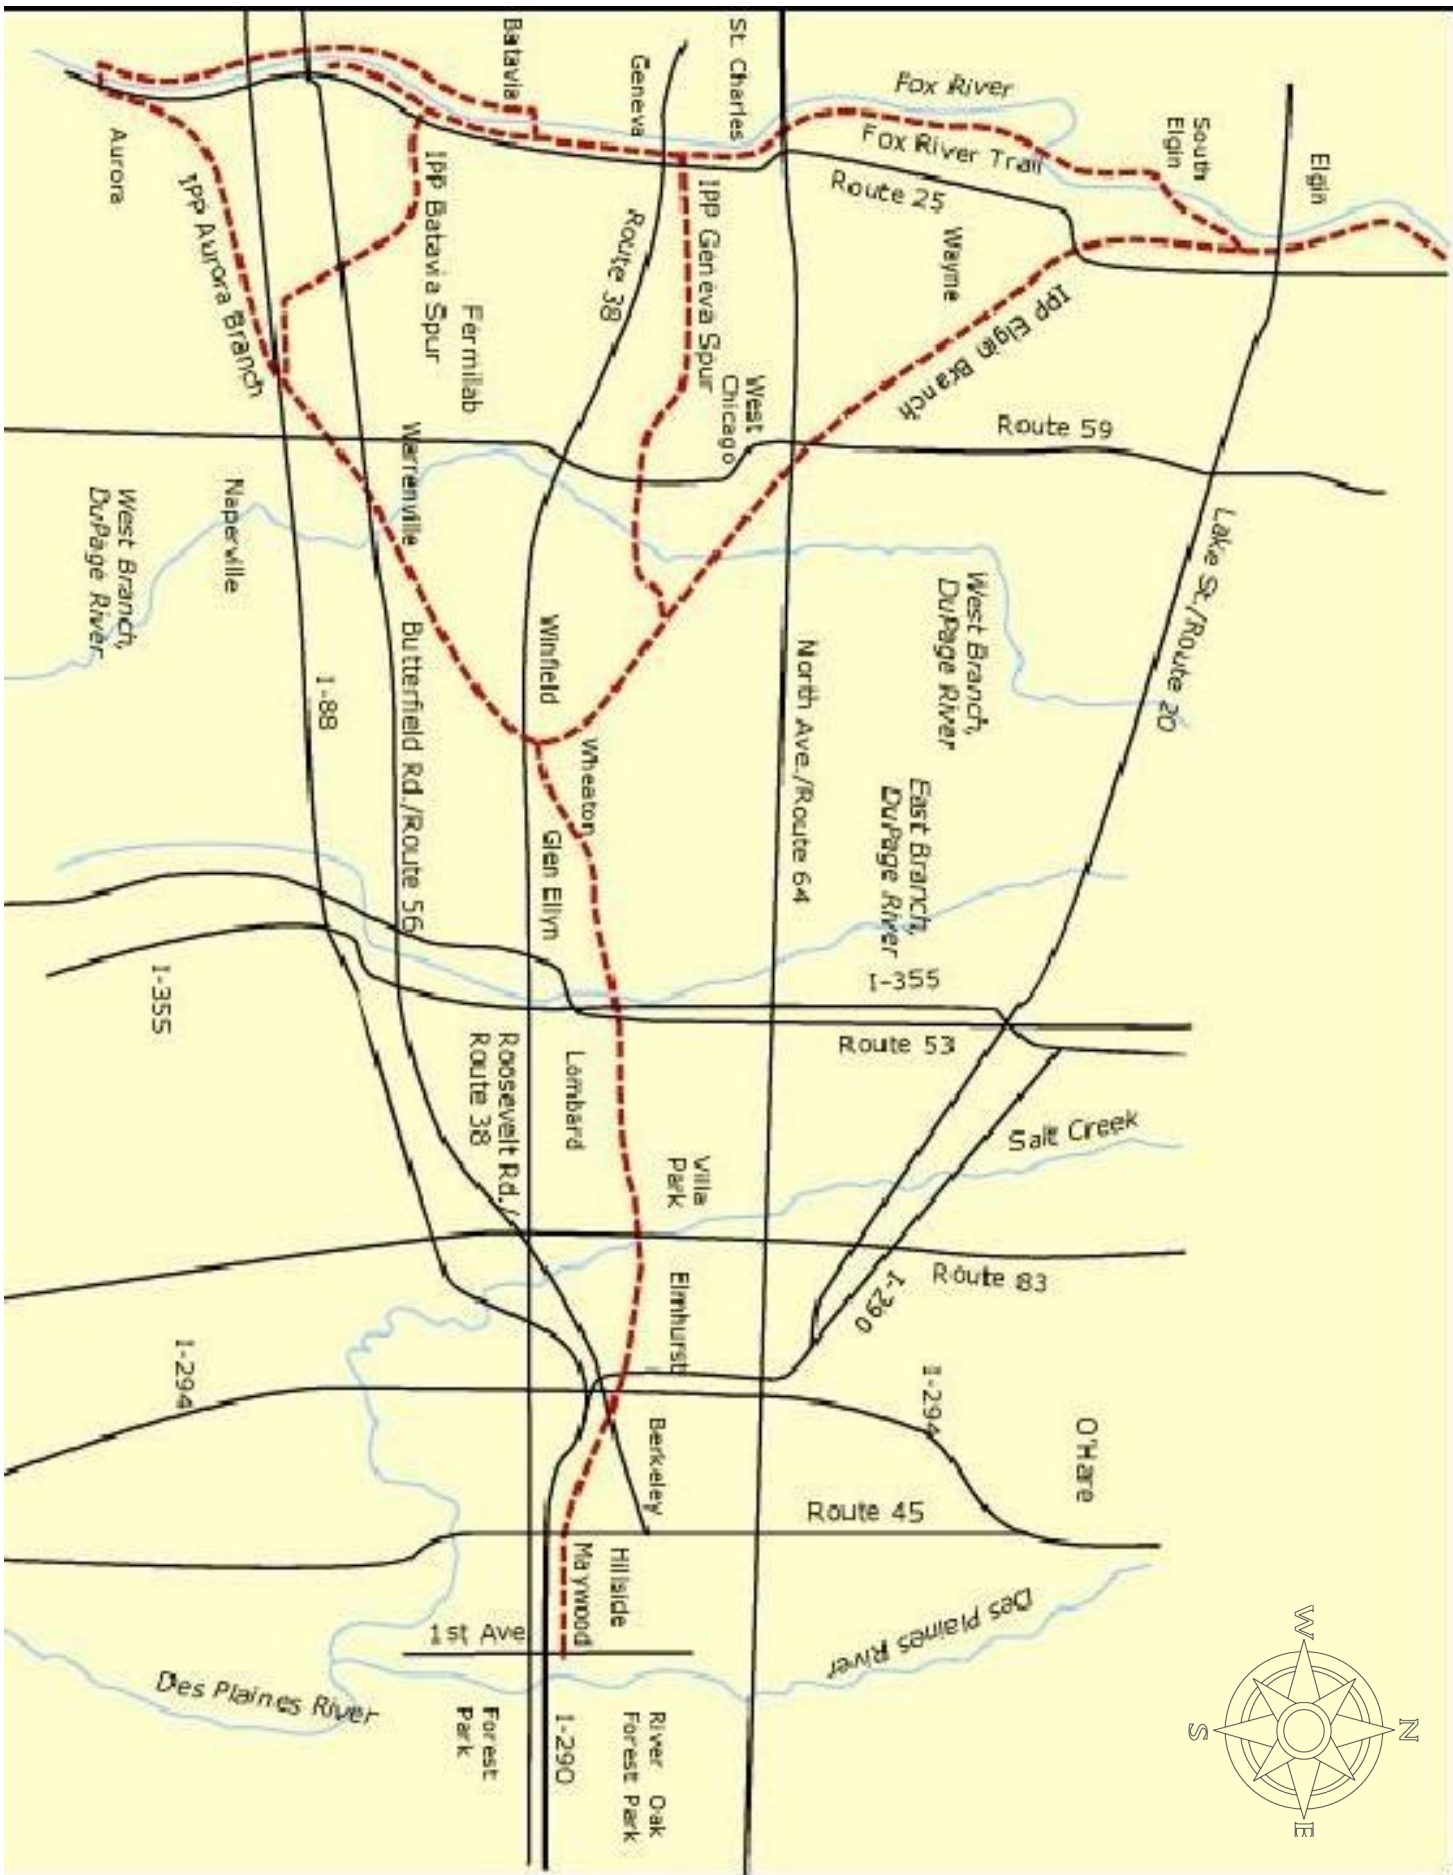 Elgin
South
Elgin
Fox River
Fox River Trail
Route 25
St. Charles
Geneva
Batavia
Aurora
Wayne
Ipp Elgin Branch
IPP Geneva Spur
IPP Batavia Spur
IPP Aurora Branch
Route 38
Fermilab
West
Chicago
Route 59
Warrenville
Naperville
West Branch,
DuPage River
Lake St./Route 20
West Branch,
DuPage River
North Ave./Route 64
Winfield
Wheaton
Glen Ellyn
Butterfield Rd./Route 56
I-88
East Branch,
DuPage River
I-355
Route 53
I-355
Lombard
Roosevelt Rd./
Route 38
Salt Creek
Villa
Park
Elmhurst
Route 83
I-290
I-294
I-294
O'Hare
Berkeley
Route 45
Hillside
Maywood
1st Ave
Des Plaines River
Des Plaines River
River Oak
Forest Park
I-290
Forest
Park
N
W
E
S